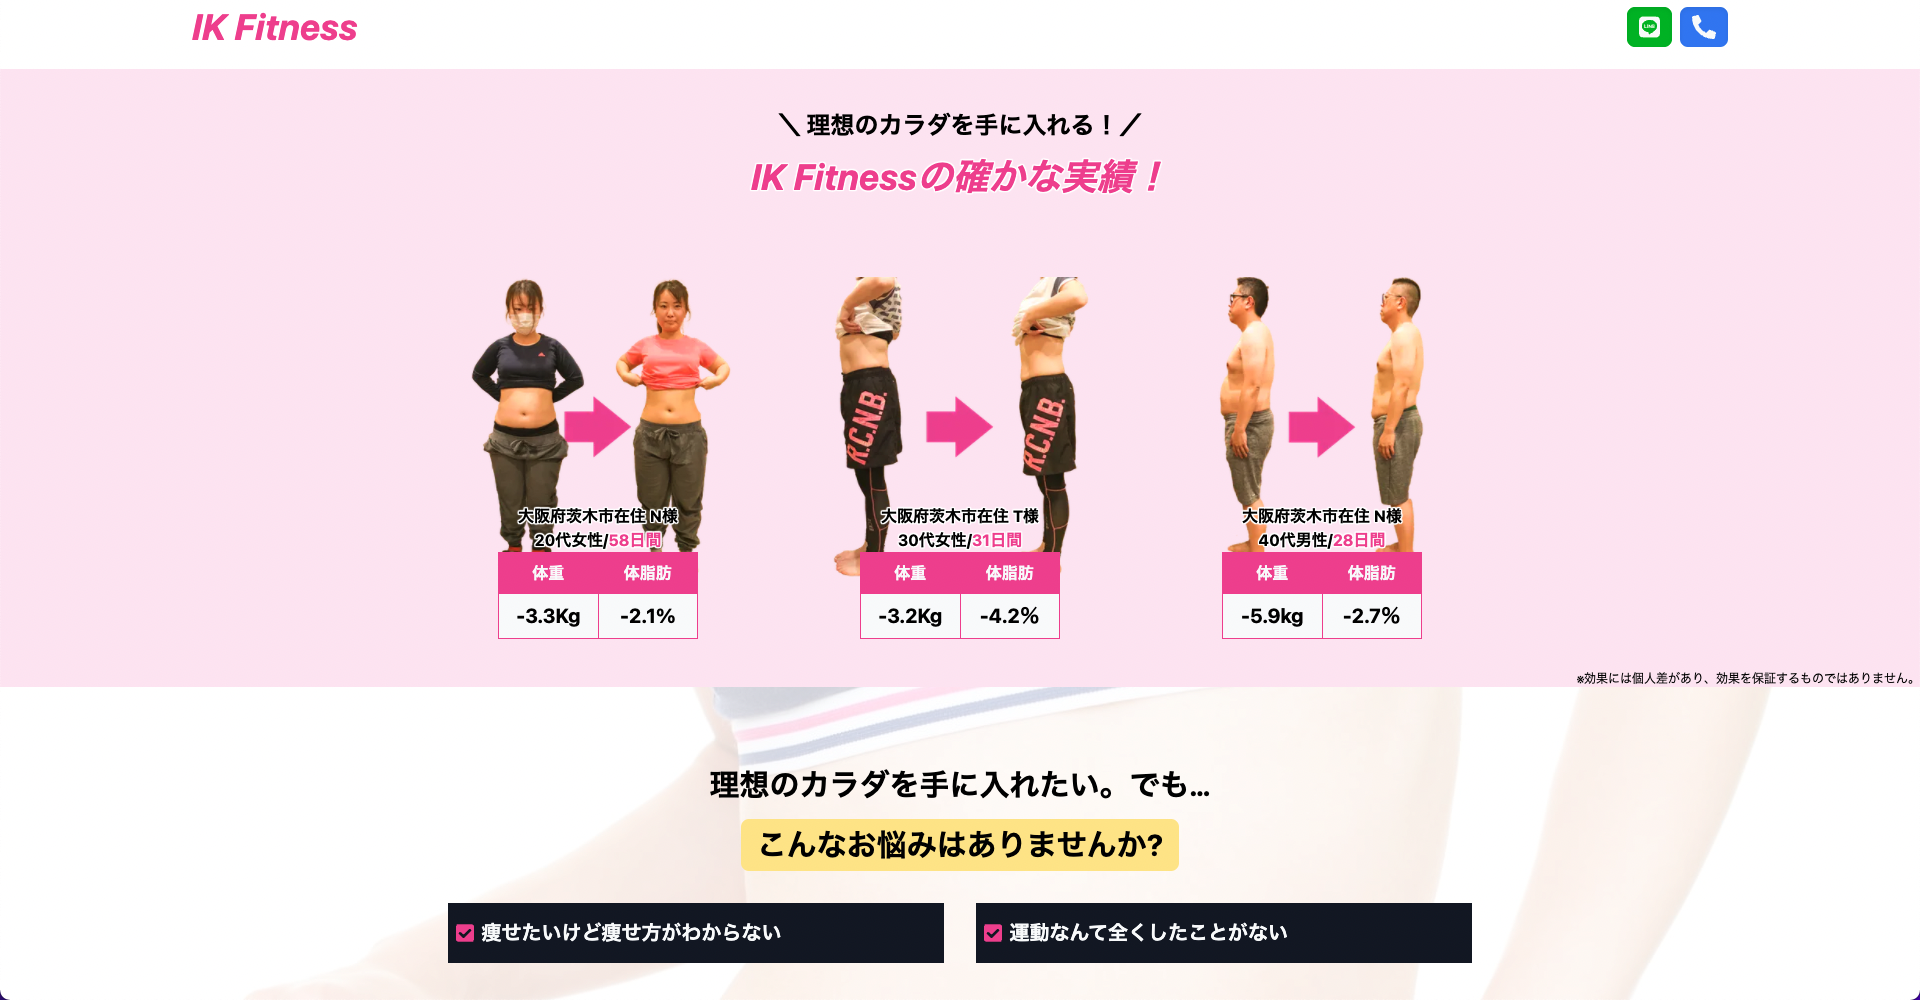 IK Fitness
LINE
＼ 理想のカラダを手に入れる！／
IK Fitnessの確かな実績！
R.C.N.B.
R.C.N.B.
大阪府茨木市在住 N様
20代女性/58日間
体重 体脂肪
-3.3Kg -2.1%
大阪府茨木市在住 T様
30代女性/31日間
体重 体脂肪
-3.2Kg -4.2%
大阪府茨木市在住 N様
40代男性/28日間
体重 体脂肪
-5.9kg -2.7%
※効果には個人差があり、効果を保証するものではありません。
理想のカラダを手に入れたい。でも...
こんなお悩みはありませんか?
痩せたいけど痩せ方がわからない
運動なんて全くしたことがない